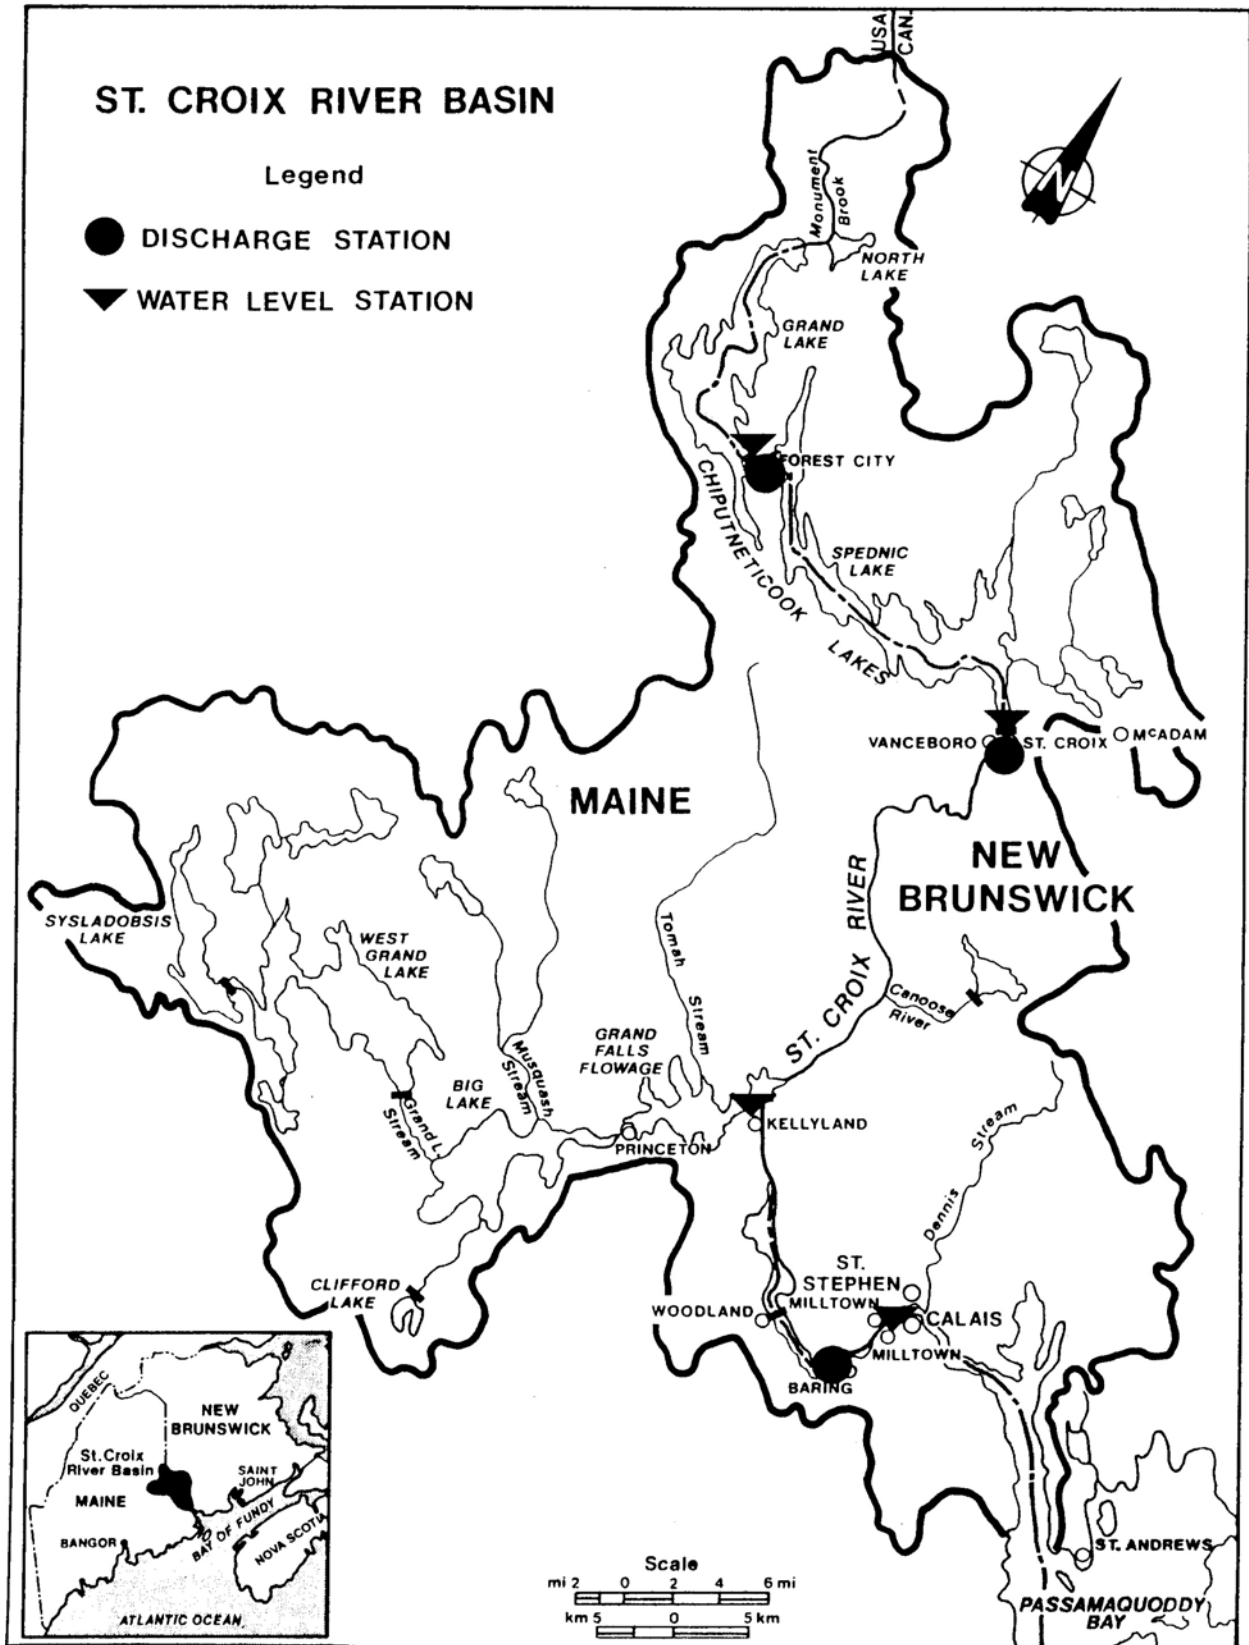 USA
CAN.
ST. CROIX RIVER BASIN
Legend
DISCHARGE STATION
WATER LEVEL STATION
N
Monument
Brook
NORTH
LAKE
GRAND
LAKE
FOREST CITY
CHIPUTNETICOOK
LAKES
SPEDNIC
LAKE
VANCEBORO
ST. CROIX
McADAM
MAINE
NEW
BRUNSWICK
SYSLADOBSIS
LAKE
WEST
GRAND
LAKE
Tomah
Stream
ST. CROIX RIVER
Canoose
River
GRAND
FALLS
FLOWAGE
Musquash
Stream
BIG
LAKE
Grand L.
Stream
PRINCETON
KELLYLAND
Dennis
Stream
CLIFFORD
LAKE
ST.
STEPHEN
WOODLAND
MILLTOWN
CALAIS
MILLTOWN
BARING
QUEBEC
NEW
BRUNSWICK
St. Croix
River Basin
SAINT
JOHN
MAINE
BAY OF FUNDY
BANGOR
NOVA SCOTIA
ATLANTIC OCEAN
Scale
mi 2 0 2 4 6 mi
km 5 0 5 km
ST. ANDREWS
PASSAMAQUODDY
BAY